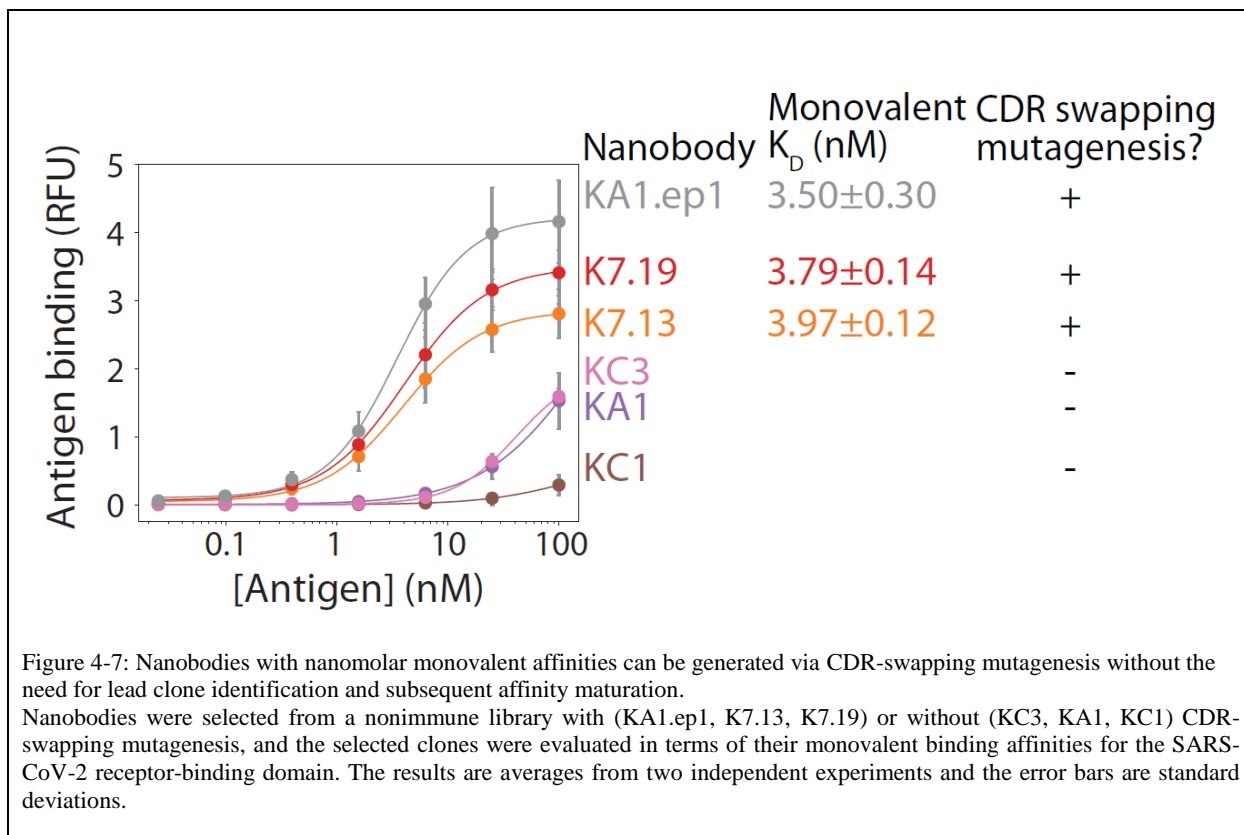 Monovalent CDR swapping
Nanobody K_D (nM) mutagenesis?
5
KA1.ep1 3.50±0.30 +
4
K7.19 3.79±0.14 +
3
K7.13 3.97±0.12 +
2
KC3 -
KA1 -
1
KC1 -
0
Antigen binding (RFU)
0.1 1 10 100
[Antigen] (nM)
Figure 4-7: Nanobodies with nanomolar monovalent affinities can be generated via CDR-swapping mutagenesis without the
need for lead clone identification and subsequent affinity maturation.
Nanobodies were selected from a nonimmune library with (KA1.ep1, K7.13, K7.19) or without (KC3, KA1, KC1) CDR-
swapping mutagenesis, and the selected clones were evaluated in terms of their monovalent binding affinities for the SARS-
CoV-2 receptor-binding domain. The results are averages from two independent experiments and the error bars are standard
deviations.